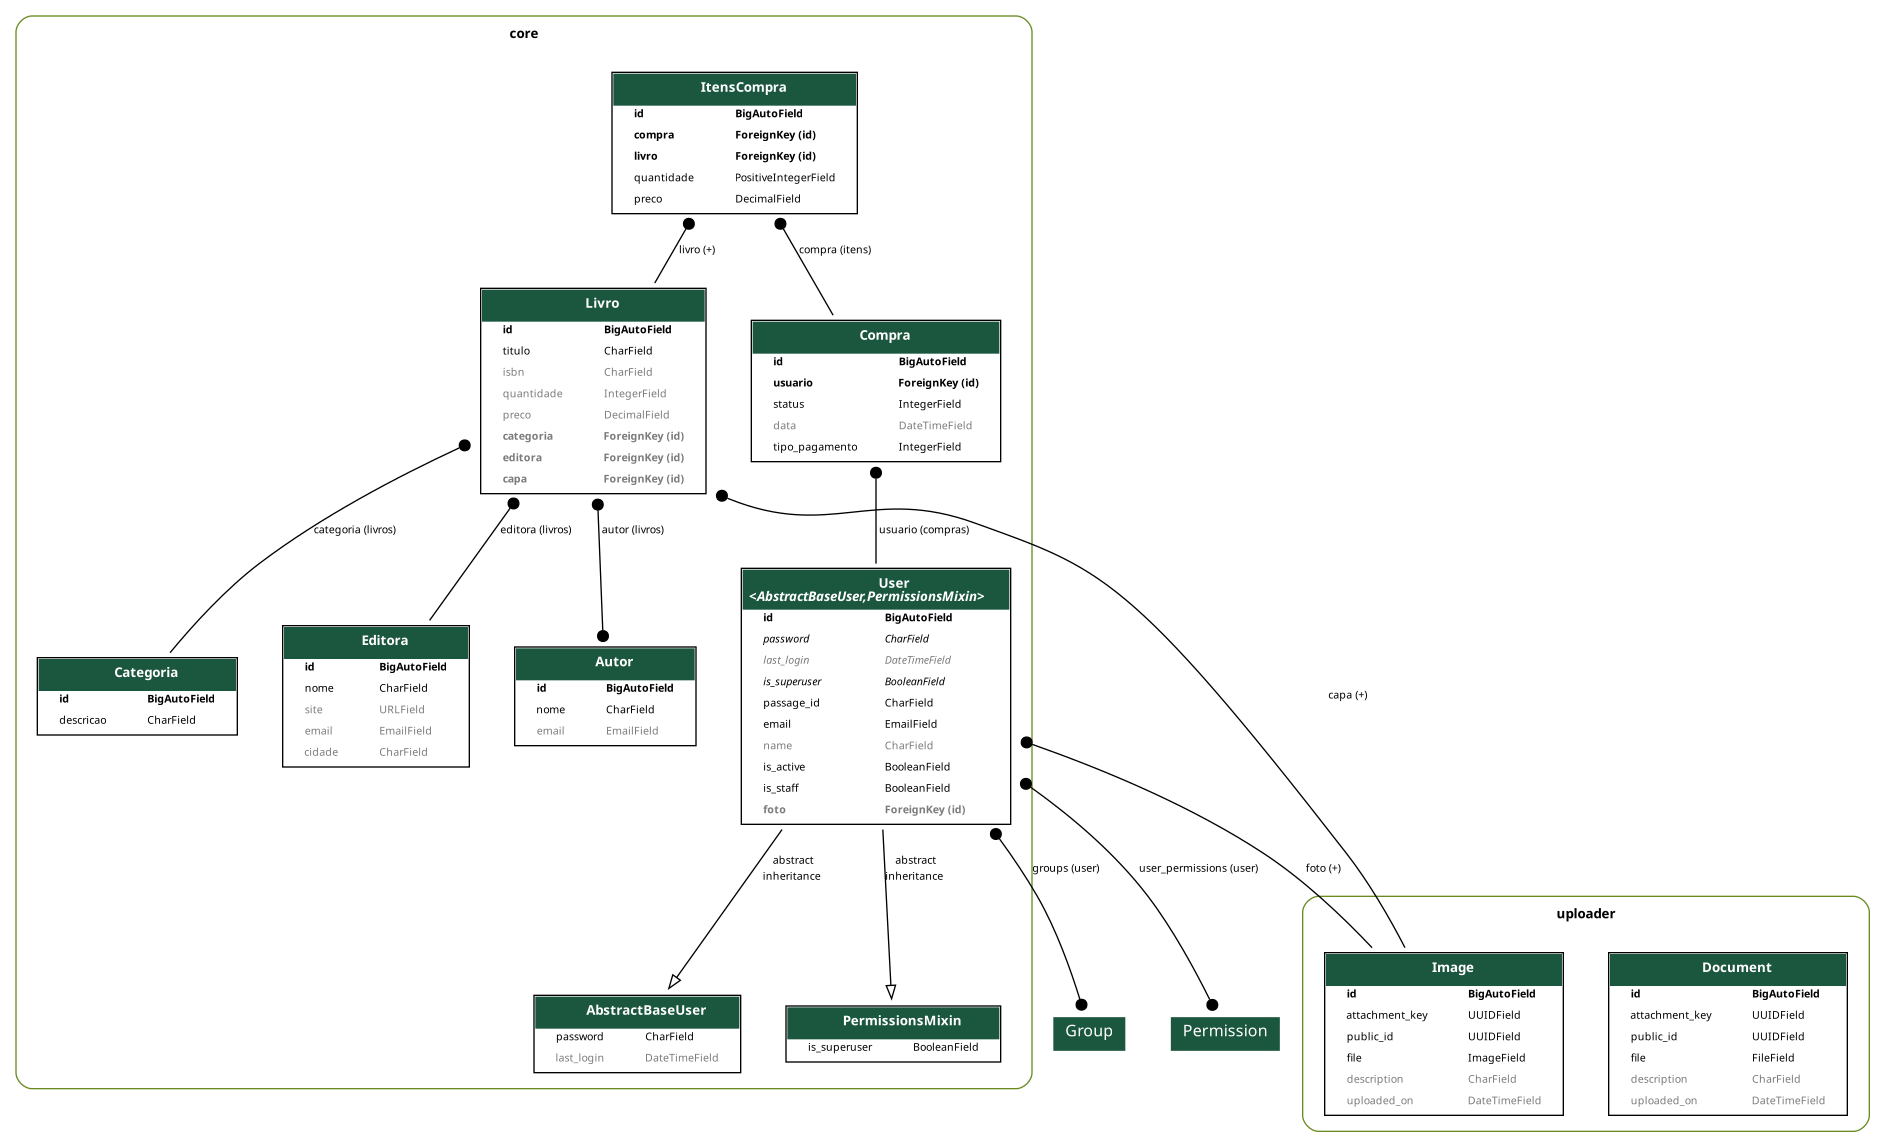 core
ItensCompra
id BigAutoField
compra ForeignKey (id)
livro ForeignKey (id)
quantidade PositiveIntegerField
preco DecimalField
livro (+)
compra (itens)
Livro
id BigAutoField
titulo CharField
isbn CharField
quantidade IntegerField
preco DecimalField
categoria ForeignKey (id)
editora ForeignKey (id)
capa ForeignKey (id)
Compra
id BigAutoField
usuario ForeignKey (id)
status IntegerField
data DateTimeField
tipo_pagamento IntegerField
categoria (livros)
editora (livros)
autor (livros)
usuario (compras)
capa (+)
Categoria
id BigAutoField
descricao CharField
Editora
id BigAutoField
nome CharField
site URLField
email EmailField
cidade CharField
Autor
id BigAutoField
nome CharField
email EmailField
User
<AbstractBaseUser,PermissionsMixin>
id BigAutoField
password CharField
last_login DateTimeField
is_superuser BooleanField
passage_id CharField
email EmailField
name CharField
is_active BooleanField
is_staff BooleanField
foto ForeignKey (id)
abstract
inheritance
abstract
inheritance
groups (user)
user_permissions (user)
foto (+)
AbstractBaseUser
password CharField
last_login DateTimeField
PermissionsMixin
is_superuser BooleanField
Group
Permission
uploader
Image
id BigAutoField
attachment_key UUIDField
public_id UUIDField
file ImageField
description CharField
uploaded_on DateTimeField
Document
id BigAutoField
attachment_key UUIDField
public_id UUIDField
file FileField
description CharField
uploaded_on DateTimeField